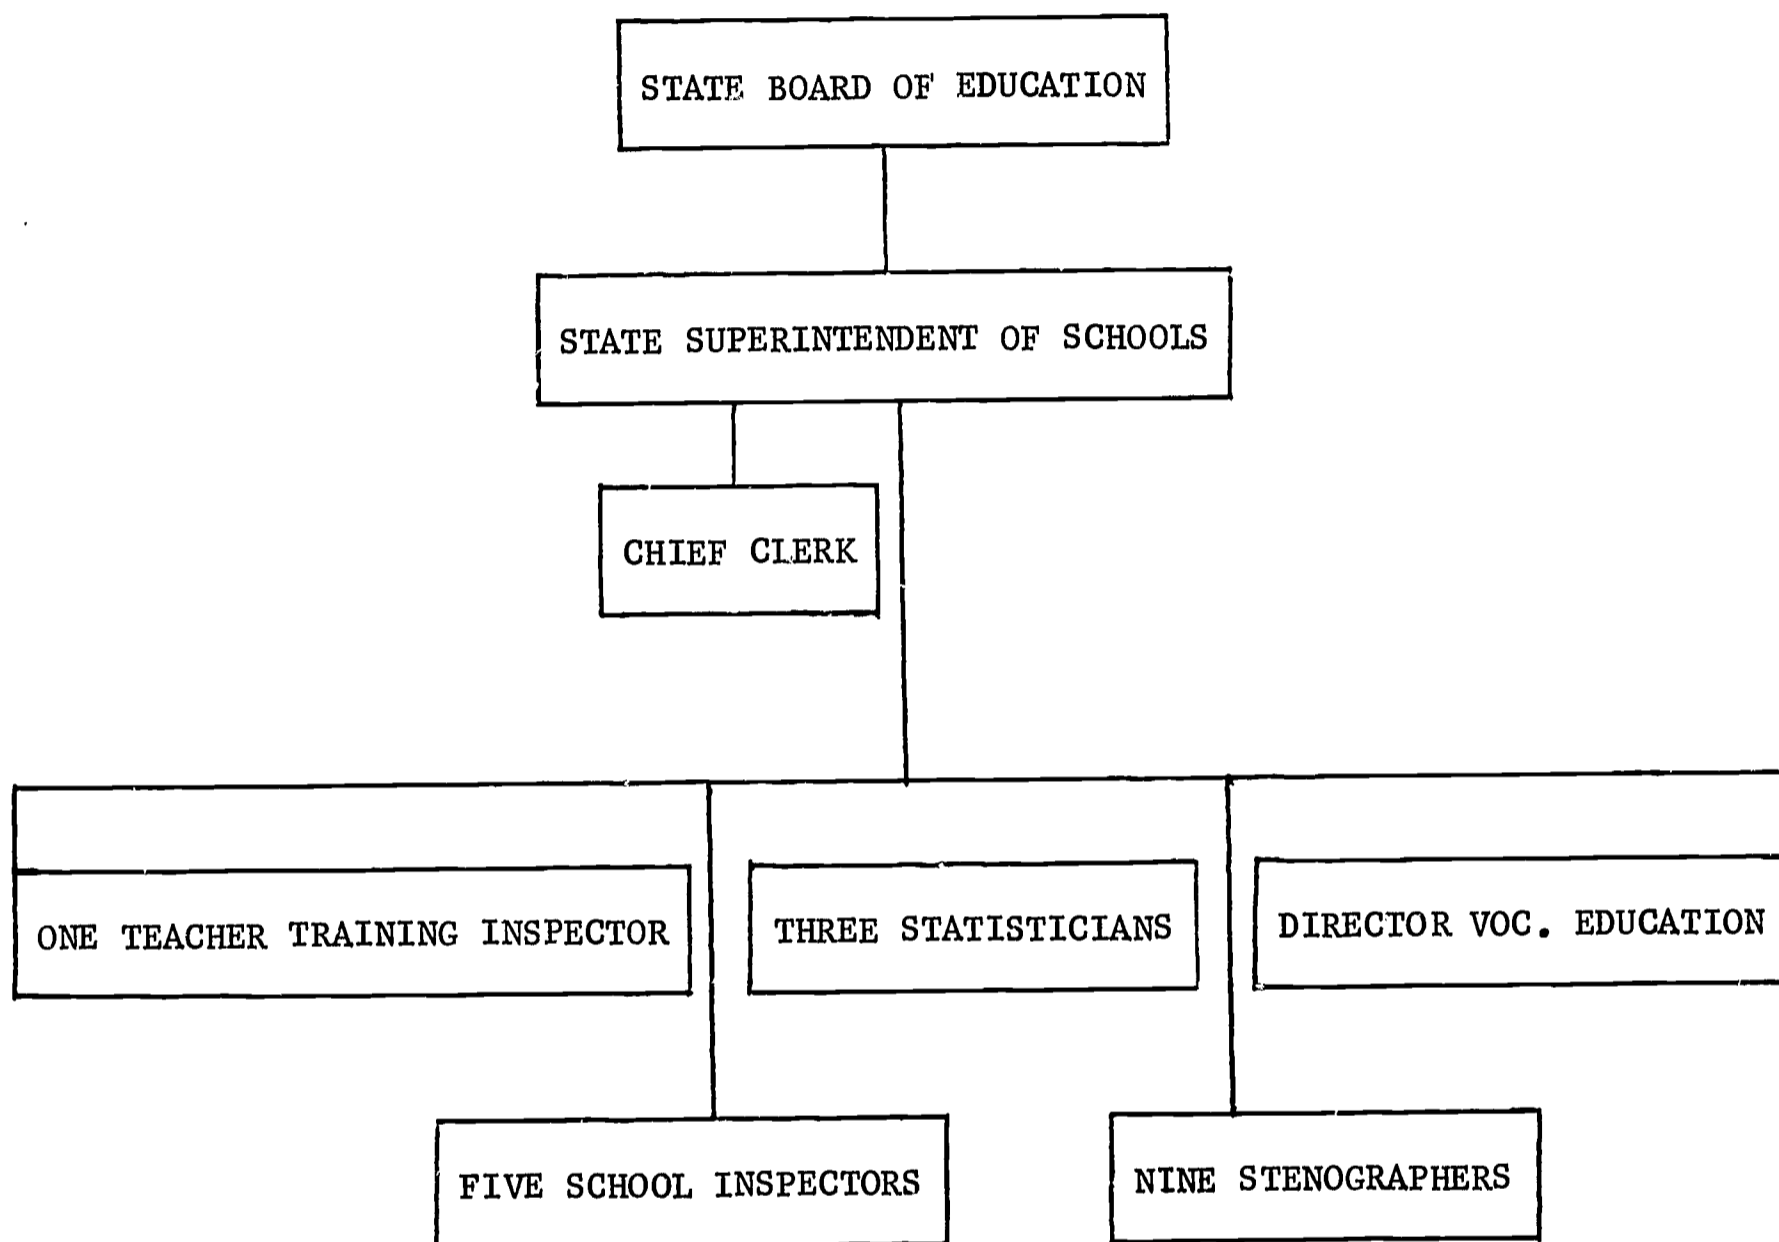 STATE BOARD OF EDUCATION
STATE SUPERINTENDENT OF SCHOOLS
CHIEF CLERK
ONE TEACHER TRAINING INSPECTOR
THREE STATISTICIANS
DIRECTOR VOC. EDUCATION
FIVE SCHOOL INSPECTORS
NINE STENOGRAPHERS